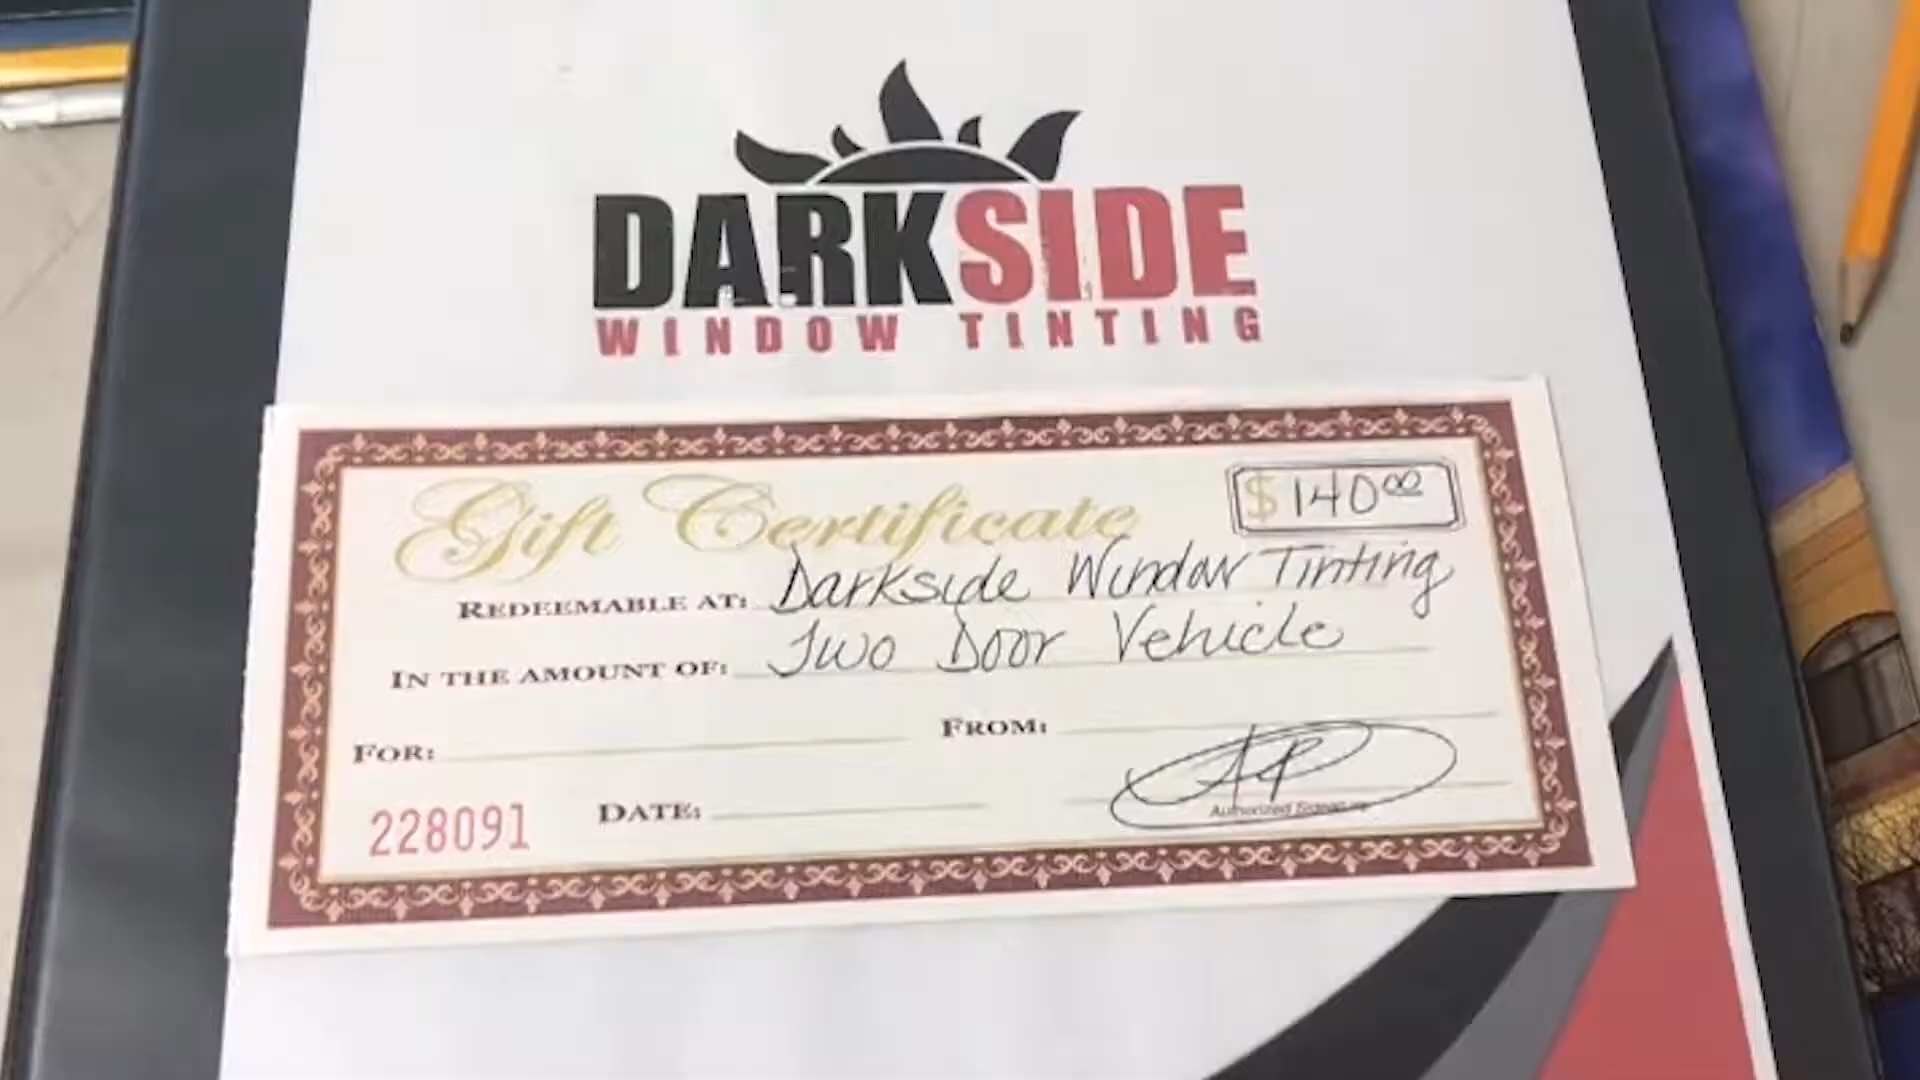 DARKSIDE
WINDOW TINTING
Gift Certificate
$ 140 00
REDEEMABLE AT: Darkside Window Tinting
IN THE AMOUNT OF: Two Door Vehicle
FROM:
FOR:
228091 DATE:
Authorized Signature